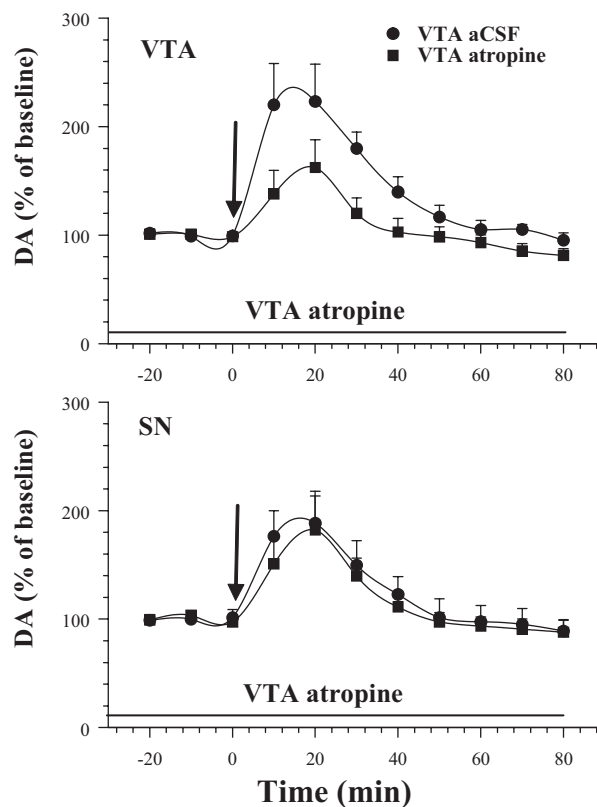 VTA
VTA aCSF
VTA atropine
DA (% of baseline)
300
200
100
0
VTA atropine
-20 0 20 40 60 80
SN
DA (% of baseline)
300
200
100
0
VTA atropine
-20 0 20 40 60 80
Time (min)